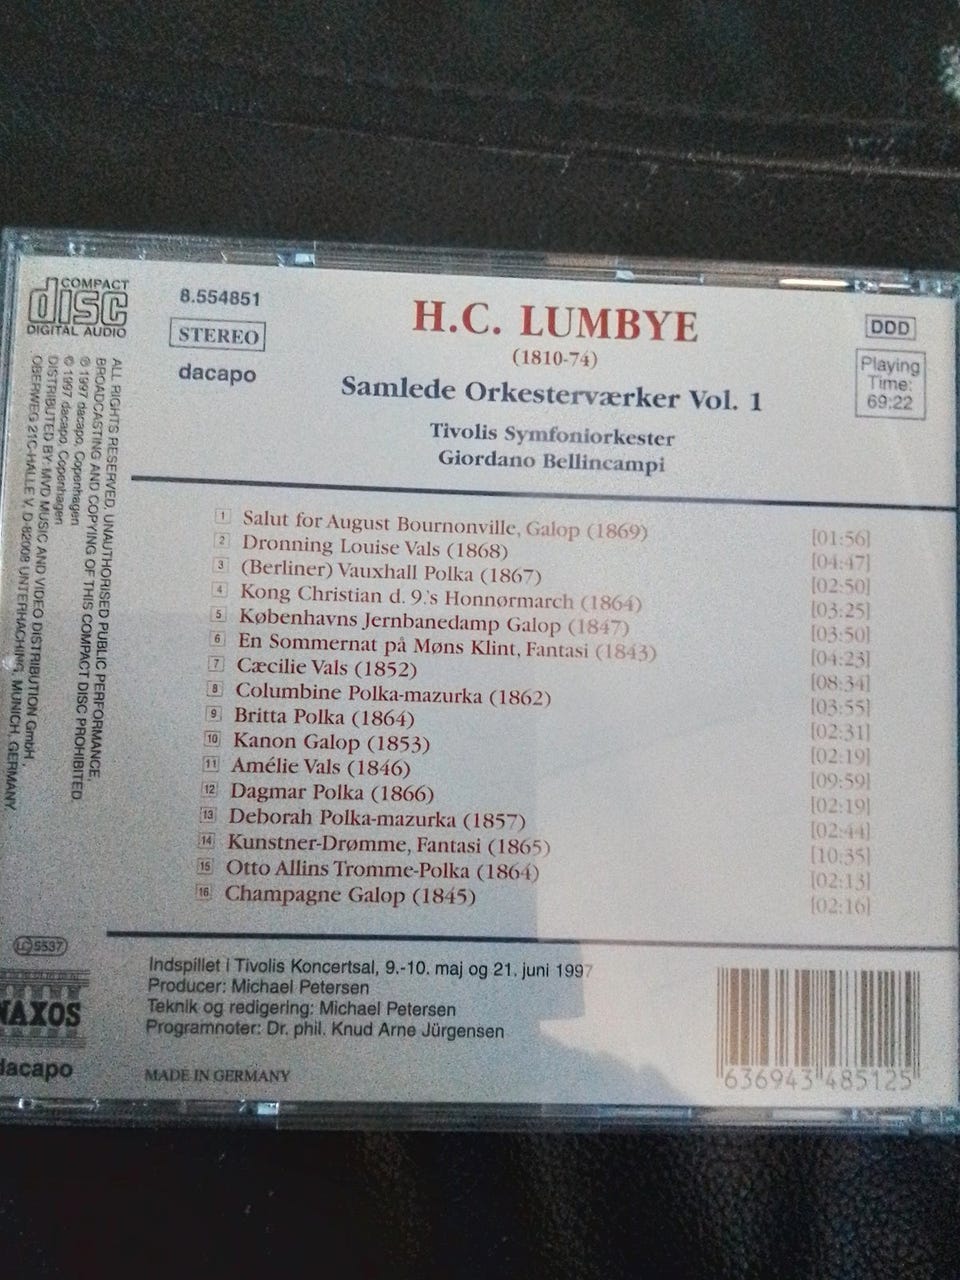 COMPACT
disc
DIGITAL AUDIO
8.554851
STEREO
dacapo
H.C. LUMBYE
(1810-74)
Samlede Orkesterværker Vol. 1
Tivolis Symfoniorkester
Giordano Bellincampi
DDD
Playing
Time:
69:22
ALL RIGHTS RESERVED. UNAUTHORISED PUBLIC PERFORMANCE,
BROADCASTING AND COPYING OF THIS COMPACT DISC PROHIBITED.
℗ 1997 dacapo, Copenhagen
© 1997 dacapo, Copenhagen
DISTRIBUTED BY: MVD MUSIC AND VIDEO DISTRIBUTION GmbH,
OBERWEG 21C-HALLE V, D-82008 UNTERHACHING, MUNICH, GERMANY.
1 Salut for August Bournonville, Galop (1869) [01:56]
2 Dronning Louise Vals (1868) [04:47]
3 (Berliner) Vauxhall Polka (1867) [02:50]
4 Kong Christian d. 9.'s Honnørmarch (1864) [03:25]
5 Københavns Jernbanedamp Galop (1847) [03:50]
6 En Sommernat på Møns Klint, Fantasi (1843) [04:23]
7 Cæcilie Vals (1852) [08:34]
8 Columbine Polka-mazurka (1862) [03:55]
9 Britta Polka (1864) [02:31]
10 Kanon Galop (1853) [02:19]
11 Amélie Vals (1846) [09:59]
12 Dagmar Polka (1866) [02:19]
13 Deborah Polka-mazurka (1857) [02:44]
14 Kunstner-Drømme, Fantasi (1865) [10:35]
15 Otto Allins Tromme-Polka (1864) [02:13]
16 Champagne Galop (1845) [02:16]
LC 5537
NAXOS
dacapo
Indspillet i Tivolis Koncertsal, 9.-10. maj og 21. juni 1997
Producer: Michael Petersen
Teknik og redigering: Michael Petersen
Programnoter: Dr. phil. Knud Arne Jürgensen
MADE IN GERMANY
636943 485125